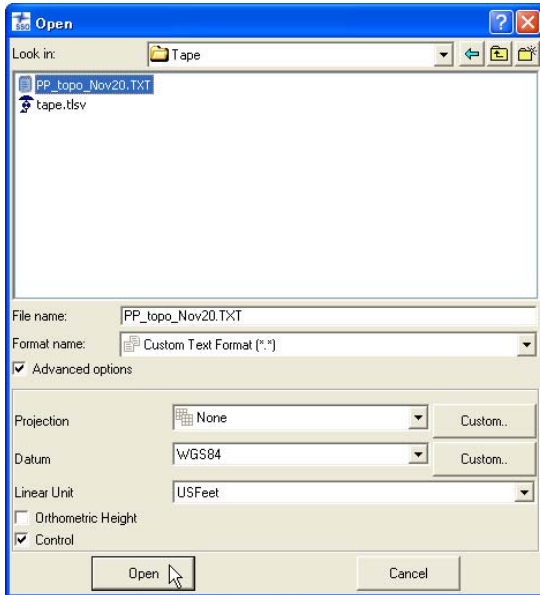 Open
Look in: Tape
PP_topo_Nov20.TXT
tape.tlsv
File name: PP_topo_Nov20.TXT
Format name: Custom Text Format (*.*)
Advanced options
Projection None Custom..
Datum WGS84 Custom..
Linear Unit USFeet
Orthometric Height
Control
Open Cancel